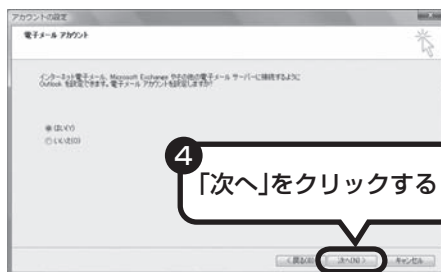 アカウントの設定
電子メール アカウント
インターネット電子メール、Microsoft Exchange やその他の電子メール サーバーに接続するように
Outlook を設定できます。電子メール アカウントを設定しますか?
はい(Y)
いいえ(O)
4
「次へ」をクリックする
< 戻る(B)
次へ(N) >
キャンセル